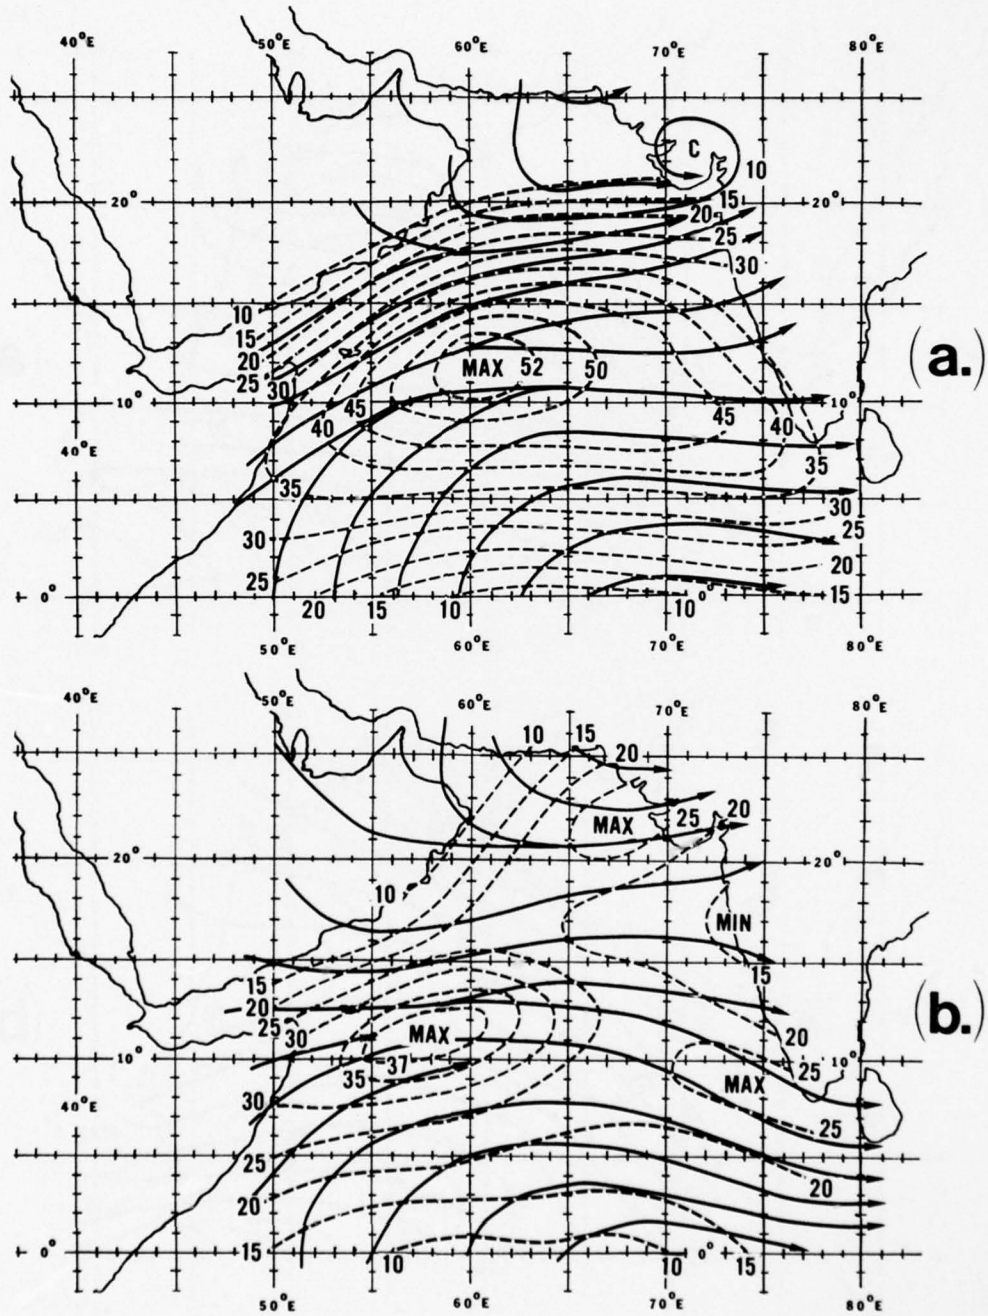 40°E 50°E 60°E 70°E 80°E
C
10
20° 15 20°
20
25
30
10
15
20
25
30
MAX 52 50
(a.)
10° 45 45 10°
40 40
40°E 35
35
30
30 25
25 20
0° 20 15 10 10 0° 15
50°E 60°E 70°E 80°E
40°E 50°E 60°E 70°E 80°E
10 15 20
MAX 25 20
20° 20°
10
MIN
15 15
20
25 30 MAX 20
(b.)
10° 35 37 MAX 25 10°
40°E 30 25
25
20 20
0° 15 10 10 0° 15
50°E 60°E 70°E 80°E